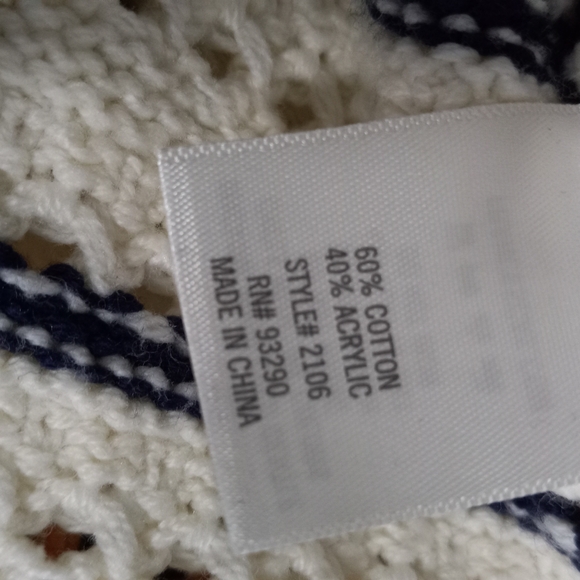 60% COTTON
40% ACRYLIC
STYLE# 2106
RN# 93290
MADE IN CHINA